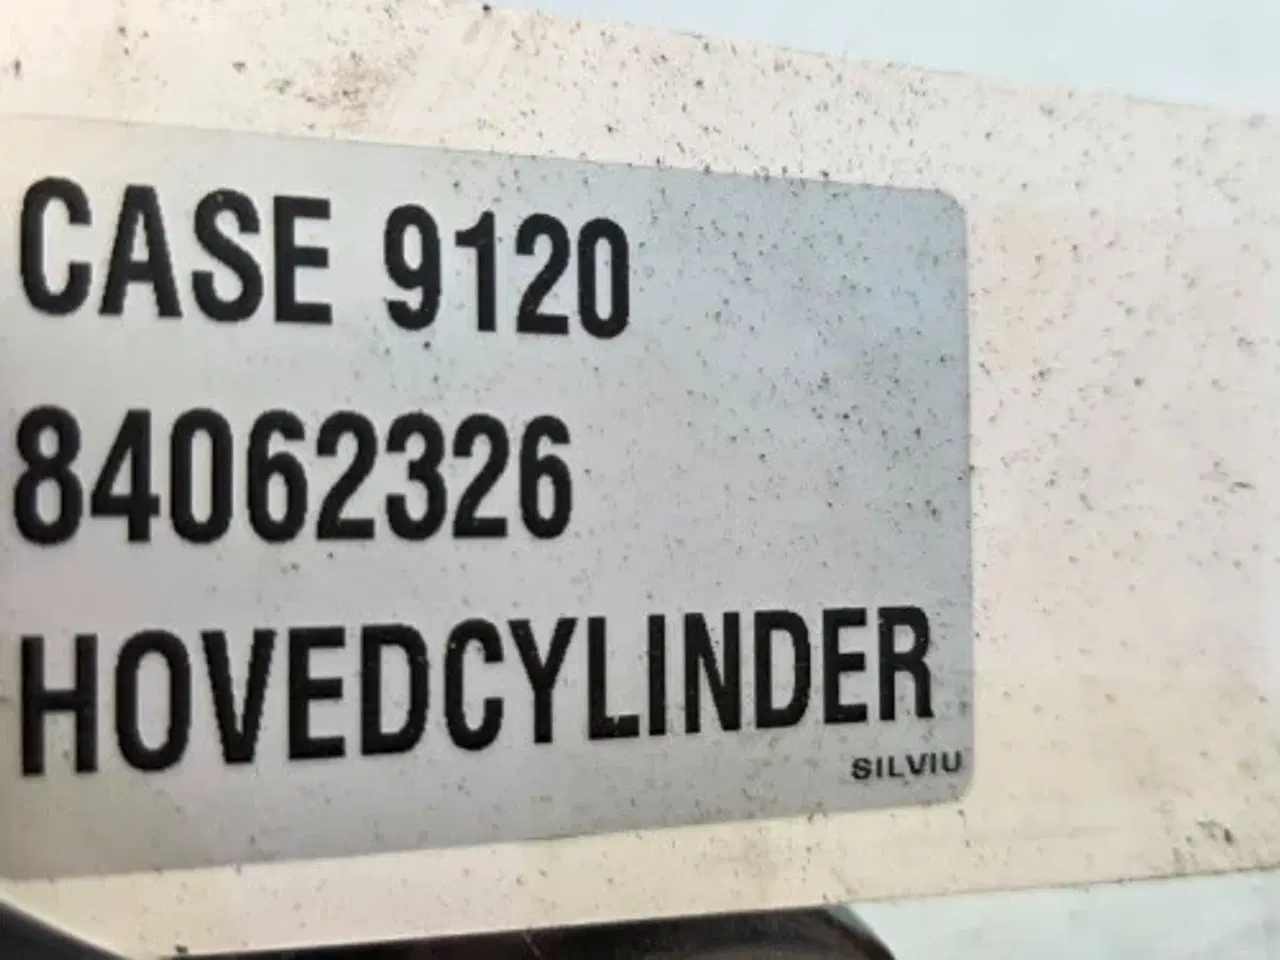 CASE 9120
84062326
HOVEDCYLINDER
SILVIU